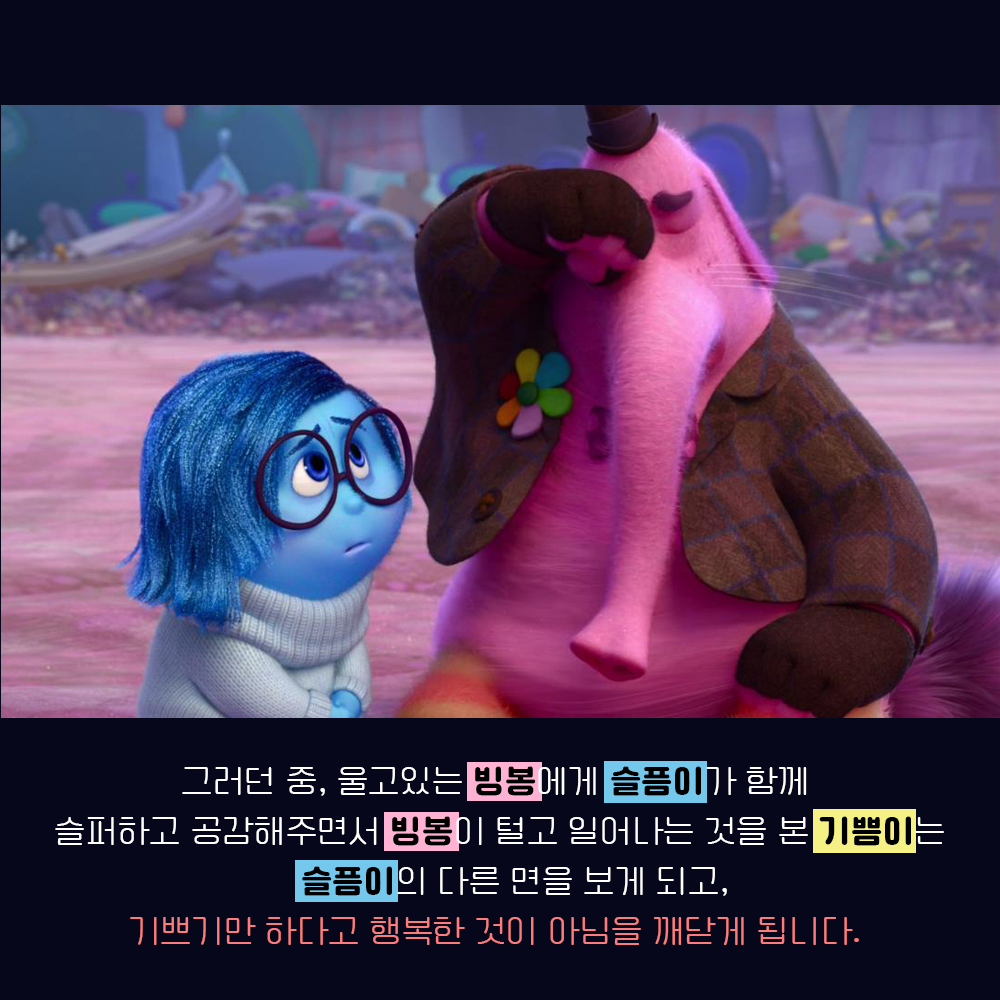 그러던 중, 울고있는 빙봉에게 슬픔이가 함께
슬퍼하고 공감해주면서 빙봉이 털고 일어나는 것을 본 기쁨이는
슬픔이의 다른 면을 보게 되고,
기쁘기만 하다고 행복한 것이 아님을 깨닫게 됩니다.